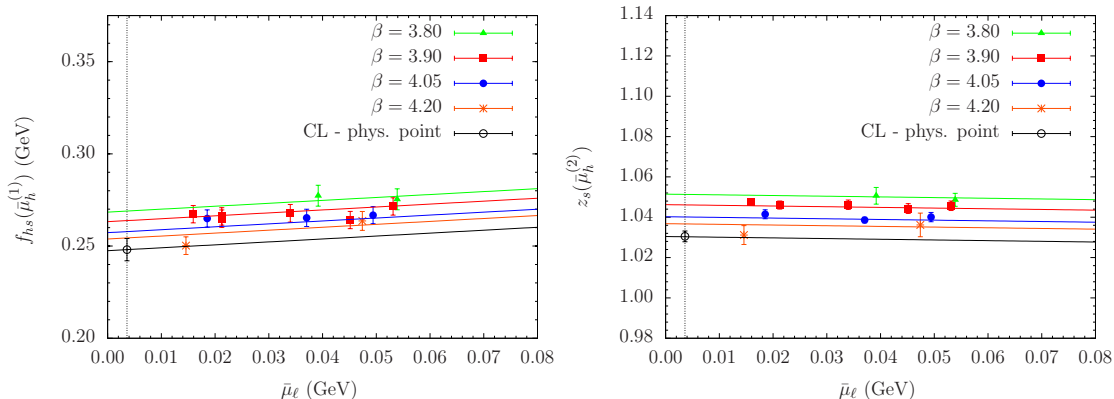 0.35
0.30
0.25
0.20
f_{hs}(μ̄_h^{(1)}) (GeV)
β = 3.80
β = 3.90
β = 4.05
β = 4.20
CL - phys. point
0.00 0.01 0.02 0.03 0.04 0.05 0.06 0.07 0.08
μ̄_ℓ (GeV)
1.14
1.12
1.10
1.08
1.06
1.04
1.02
1.00
0.98
z_s(μ̄_h^{(2)})
β = 3.80
β = 3.90
β = 4.05
β = 4.20
CL - phys. point
0.00 0.01 0.02 0.03 0.04 0.05 0.06 0.07 0.08
μ̄_ℓ (GeV)